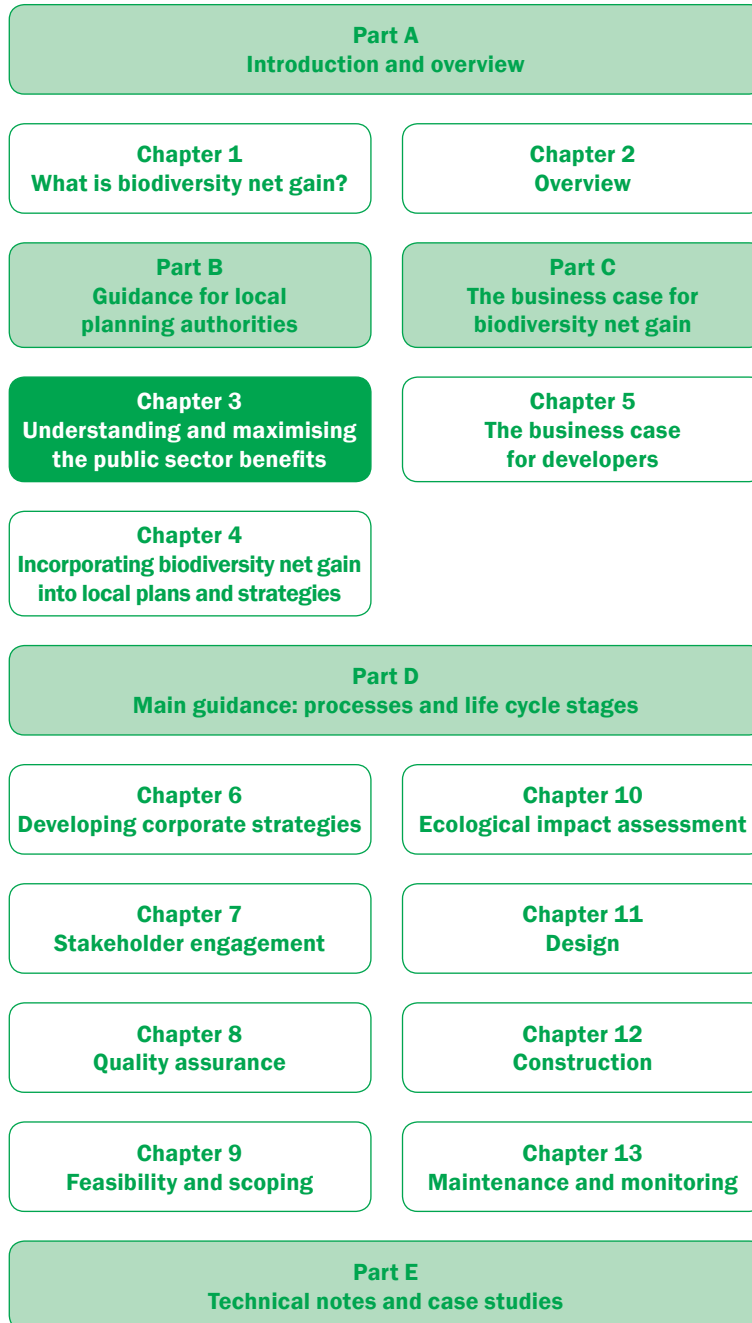 Part A
Introduction and overview
Chapter 1
What is biodiversity net gain?
Chapter 2
Overview
Part B
Guidance for local
planning authorities
Part C
The business case for
biodiversity net gain
Chapter 3
Understanding and maximising
the public sector benefits
Chapter 5
The business case
for developers
Chapter 4
Incorporating biodiversity net gain
into local plans and strategies
Part D
Main guidance: processes and life cycle stages
Chapter 6
Developing corporate strategies
Chapter 10
Ecological impact assessment
Chapter 7
Stakeholder engagement
Chapter 11
Design
Chapter 8
Quality assurance
Chapter 12
Construction
Chapter 9
Feasibility and scoping
Chapter 13
Maintenance and monitoring
Part E
Technical notes and case studies